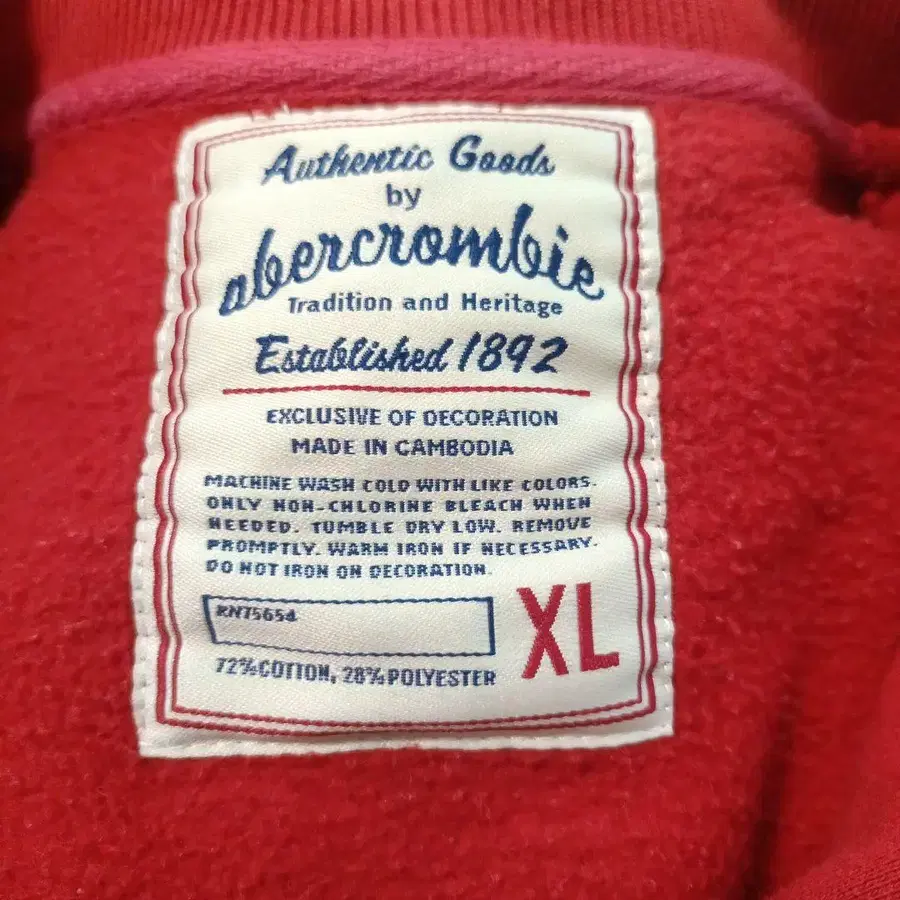 Authentic Goods
by
abercrombie
Tradition and Heritage
Established 1892
EXCLUSIVE OF DECORATION
MADE IN CAMBODIA
MACHINE WASH COLD WITH LIKE COLORS.
ONLY NON-CHLORINE BLEACH WHEN
NEEDED. TUMBLE DRY LOW. REMOVE
PROMPTLY. WARM IRON IF NECESSARY.
DO NOT IRON ON DECORATION.
RN75654
XL
72% COTTON, 28% POLYESTER